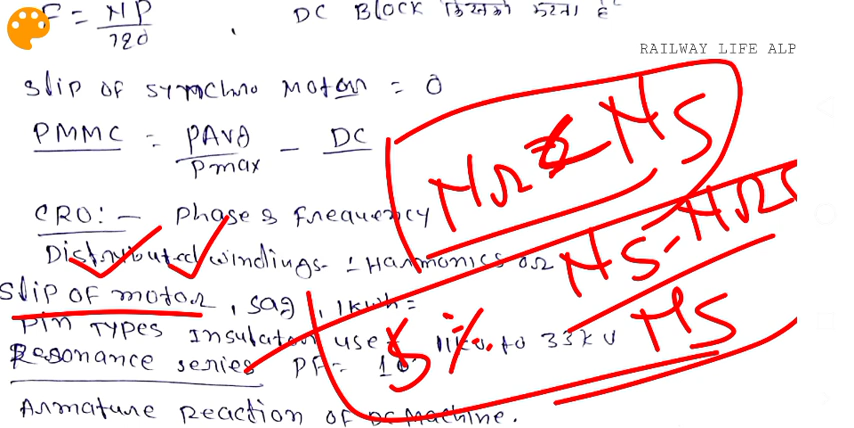 F = NP/120    DC Block किसको करता है
RAILWAY LIFE ALP
Slip of synchro Motor = 0
PMMC = PAVG/Pmax - DC
Nr < NS
CRO:- Phase & Frequency
Distributed windings - : Harmonics
NS - Nr
NS
Slip of motor, sag, 1kwh =
S %
Pin Types Insulator use - 11kv to 33kv
Resonance series PF =
Armature Reaction of DC Machine.